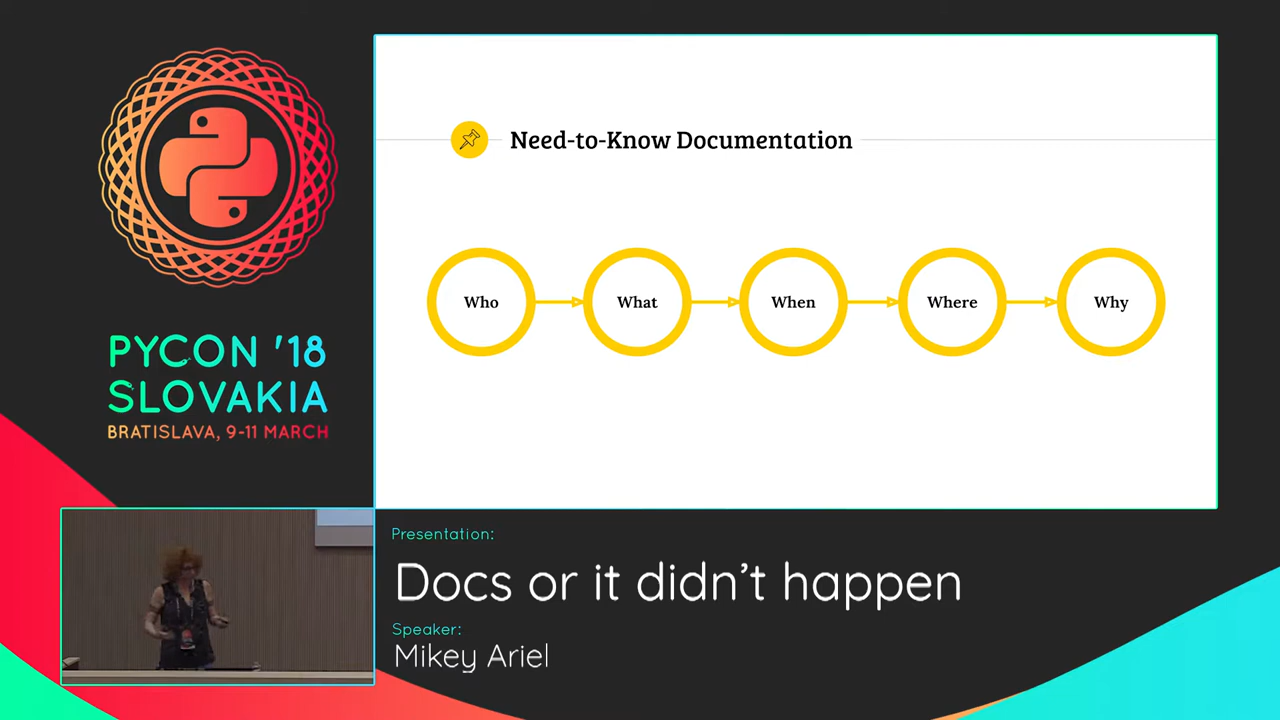 PYCON '18
SLOVAKIA
BRATISLAVA, 9-11 MARCH
Need-to-Know Documentation
Who
What
When
Where
Why
Presentation:
Docs or it didn't happen
Speaker:
Mikey Ariel